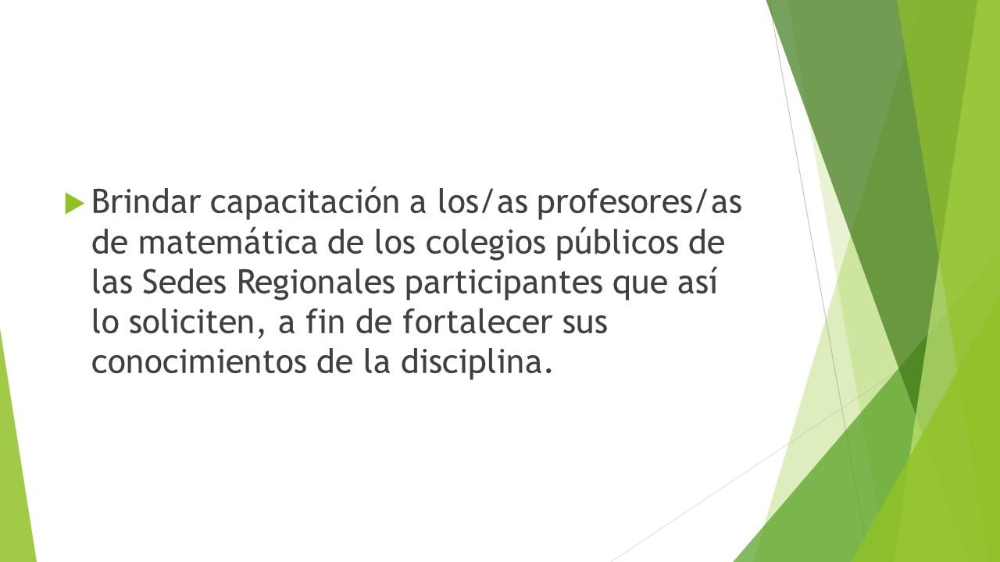 Brindar capacitación a los/as profesores/as
de matemática de los colegios públicos de
las Sedes Regionales participantes que así
lo soliciten, a fin de fortalecer sus
conocimientos de la disciplina.